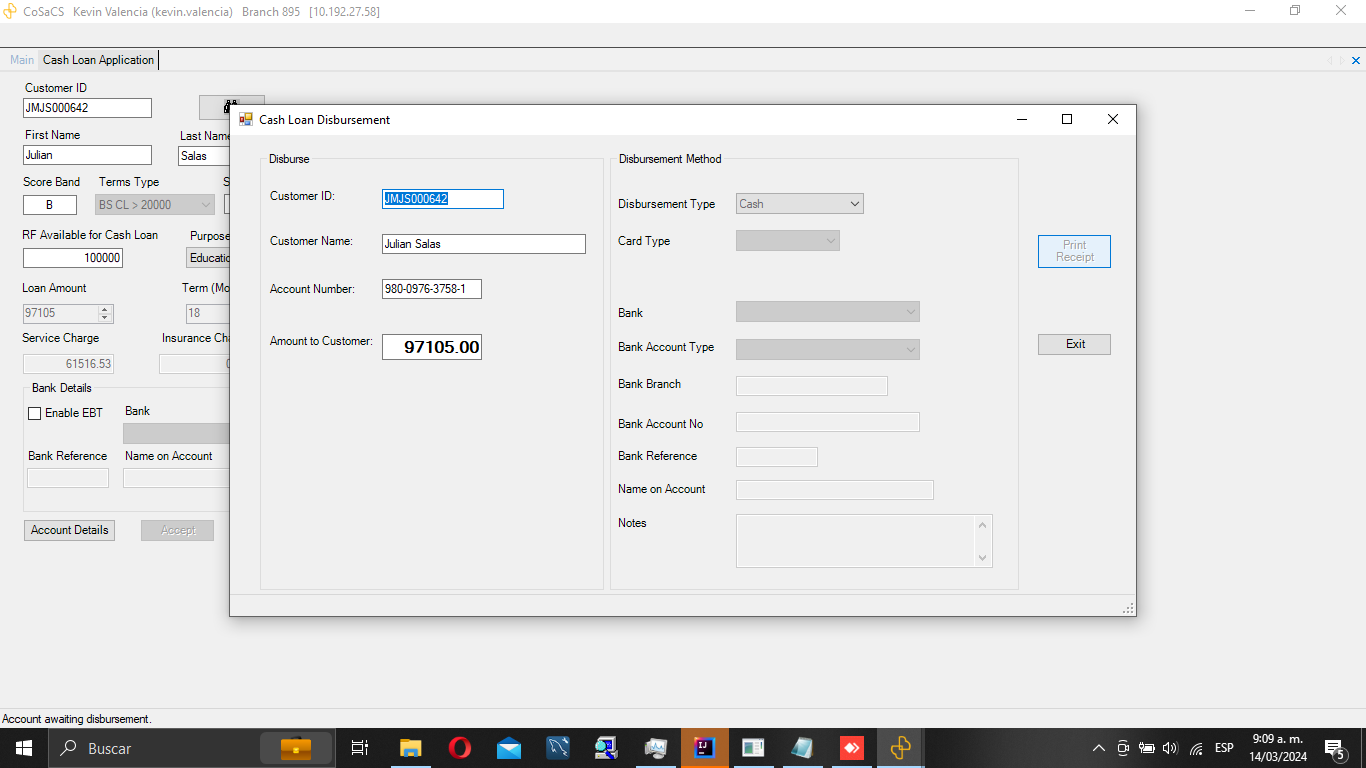 CoSaCS Kevin Valencia (kevin.valencia) Branch 895 [10.192.27.58]
Main Cash Loan Application
Customer ID
JMJS000642
First Name Last Name
Julian Salas
Score Band Terms Type S
B BS CL > 20000
RF Available for Cash Loan Purpose
100000 Educatio
Loan Amount Term (Mo
97105 18
Service Charge Insurance Cha
61516.53 0
Bank Details
Enable EBT Bank
Bank Reference Name on Account
Account Details Accept
Cash Loan Disbursement
Disburse
Customer ID: JMJS000642
Customer Name: Julian Salas
Account Number: 980-0976-3758-1
Amount to Customer: 97105.00
Disbursement Method
Disbursement Type Cash
Card Type
Bank
Bank Account Type
Bank Branch
Bank Account No
Bank Reference
Name on Account
Notes
Print
Receipt
Exit
Account awaiting disbursement.
Buscar
IJ
ESP
9:09 a. m.
14/03/2024
5